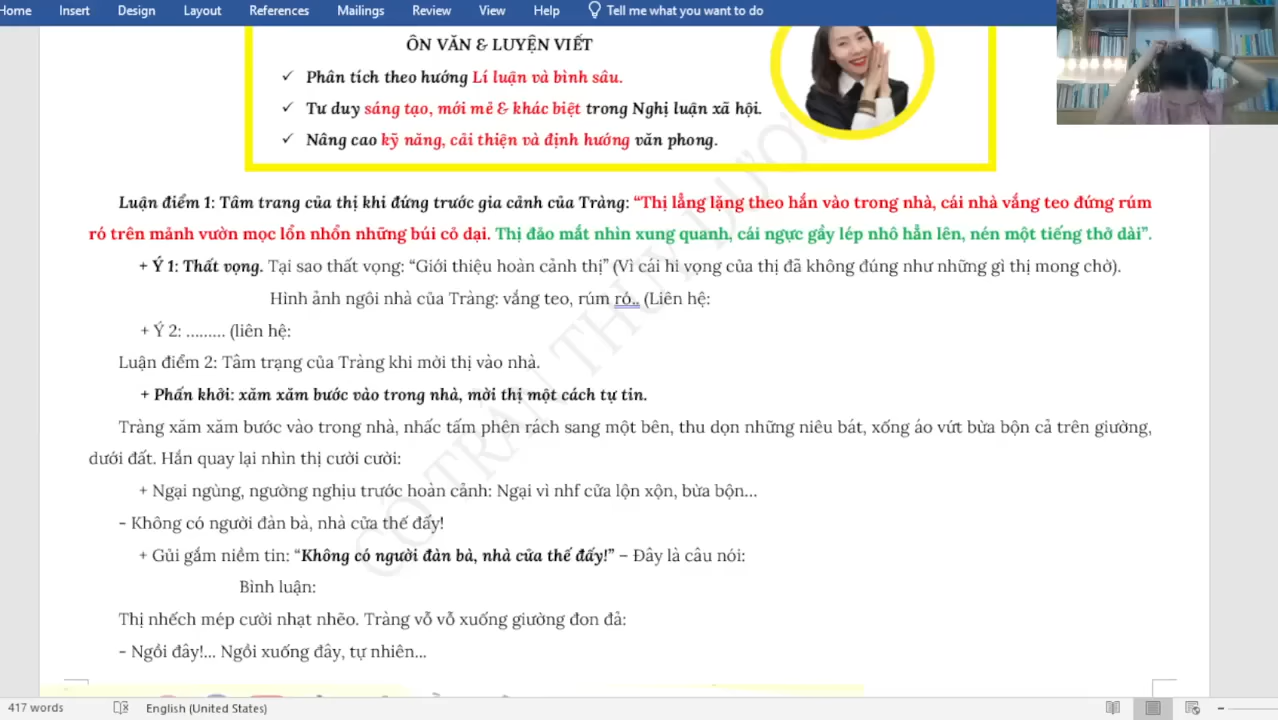 Home Insert Design Layout References Mailings Review View Help Tell me what you want to do
ÔN VĂN & LUYỆN VIẾT
✓ Phân tích theo hướng Lí luận và bình sâu.
✓ Tư duy sáng tạo, mới mẻ & khác biệt trong Nghị luận xã hội.
✓ Nâng cao kỹ năng, cải thiện và định hướng văn phong.
Luận điểm 1: Tâm trang của thị khi đứng trước gia cảnh của Tràng: “Thị lẳng lặng theo hắn vào trong nhà, cái nhà vắng teo đứng rúm
ró trên mảnh vườn mọc lổn nhổn những búi cỏ dại. Thị đảo mắt nhìn xung quanh, cái ngực gầy lép nhô hẳn lên, nén một tiếng thở dài”.
+ Ý 1: Thất vọng. Tại sao thất vọng: “Giới thiệu hoàn cảnh thị” (Vì cái hi vọng của thị đã không đúng như những gì thị mong chờ).
Hình ảnh ngôi nhà của Tràng: vắng teo, rúm ró.. (Liên hệ:
+ Ý 2: ......... (liên hệ:
Luận điểm 2: Tâm trạng của Tràng khi mời thị vào nhà.
+ Phấn khởi: xăm xăm bước vào trong nhà, mời thị một cách tự tin.
Tràng xăm xăm bước vào trong nhà, nhấc tấm phên rách sang một bên, thu dọn những niêu bát, xống áo vứt bừa bộn cả trên giường,
dưới đất. Hắn quay lại nhìn thị cười cười:
+ Ngại ngùng, ngường nghịu trước hoàn cảnh: Ngại vì nhf cửa lộn xộn, bừa bộn...
- Không có người đàn bà, nhà cửa thế đấy!
+ Gủi gắm niềm tin: “Không có người đàn bà, nhà cửa thế đấy!” – Đây là câu nói:
Bình luận:
Thị nhếch mép cười nhạt nhẽo. Tràng vỗ vỗ xuống giường đon đả:
- Ngồi đây!... Ngồi xuống đây, tự nhiên...
CÔ TRẦN THÙY DƯƠ
417 words English (United States)